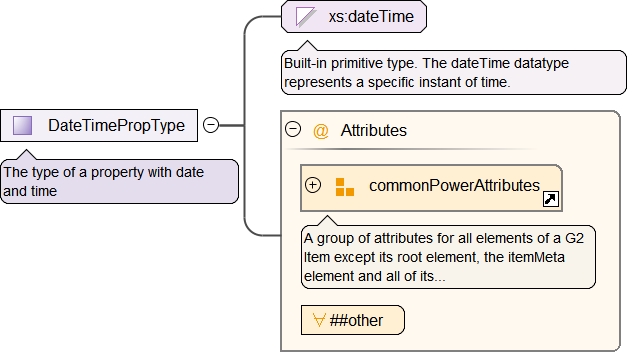 xs:dateTime
Built-in primitive type. The dateTime datatype
represents a specific instant of time.
DateTimePropType
The type of a property with date
and time
@ Attributes
commonPowerAttributes
A group of attributes for all elements of a G2
Item except its root element, the itemMeta
element and all of its...
##other